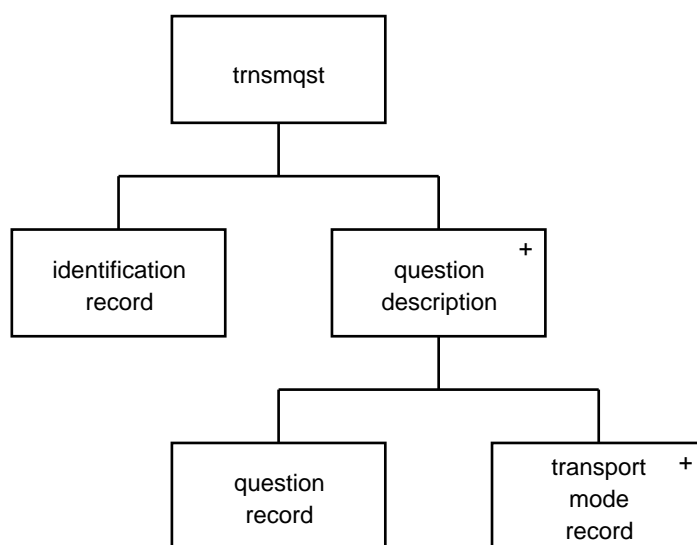 trnsmqst
identification
record
+
question
description
question
record
+
transport
mode
record